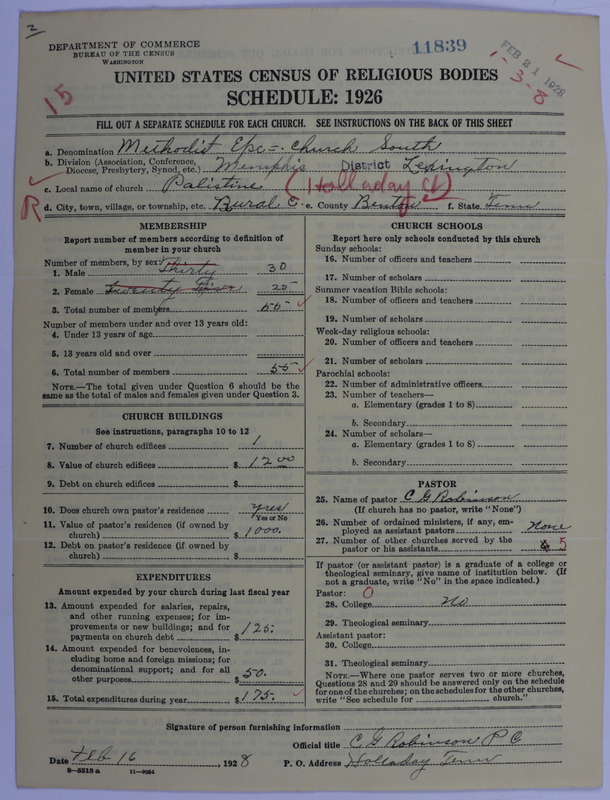 2
DEPARTMENT OF COMMERCE
BUREAU OF THE CENSUS
WASHINGTON
11839
FEB 21 1928
1-3-8
15
UNITED STATES CENSUS OF RELIGIOUS BODIES
SCHEDULE: 1926
FILL OUT A SEPARATE SCHEDULE FOR EACH CHURCH. SEE INSTRUCTIONS ON THE BACK OF THIS SHEET
a. Denomination Methodist Epsc = Church South
b. Division (Association, Conference, Diocese, Presbytery, Synod, etc.) Memphis District Lexington
c. Local name of church Palistine (Holladay Ct)
R
d. City, town, village, or township, etc. Rural C e. County Benton f. State Tenn
MEMBERSHIP
Report number of members according to definition of member in your church
Number of members, by sex:
1. Male Thirty 30
2. Female Twenty Five 25
3. Total number of members 55
Number of members under and over 13 years old:
4. Under 13 years of age
5. 13 years old and over
6. Total number of members 55
NOTE.—The total given under Question 6 should be the same as the total of males and females given under Question 3.
CHURCH BUILDINGS
See instructions, paragraphs 10 to 12
7. Number of church edifices 1
8. Value of church edifices $ 1200
9. Debt on church edifices $
10. Does church own pastor's residence yres
Yes or No
11. Value of pastor's residence (if owned by church) $ 1000.
12. Debt on pastor's residence (if owned by church) $
EXPENDITURES
Amount expended by your church during last fiscal year
13. Amount expended for salaries, repairs, and other running expenses; for improvements or new buildings; and for payments on church debt $ 125.
14. Amount expended for benevolences, including home and foreign missions; for denominational support; and for all other purposes $ 50.
15. Total expenditures during year $ 175.
CHURCH SCHOOLS
Report here only schools conducted by this church
Sunday schools:
16. Number of officers and teachers
17. Number of scholars
Summer vacation Bible schools:
18. Number of officers and teachers
19. Number of scholars
Week-day religious schools:
20. Number of officers and teachers
21. Number of scholars
Parochial schools:
22. Number of administrative officers
23. Number of teachers—
a. Elementary (grades 1 to 8)
b. Secondary
24. Number of scholars—
a. Elementary (grades 1 to 8)
b. Secondary
PASTOR
25. Name of pastor C G Robinson
(If church has no pastor, write "None")
26. Number of ordained ministers, if any, employed as assistant pastors none
27. Number of other churches served by the pastor or his assistants 5
If pastor (or assistant pastor) is a graduate of a college or theological seminary, give name of institution below. (If not a graduate, write "No" in the space indicated.)
Pastor: 0
28. College no
29. Theological seminary
Assistant pastor:
30. College
31. Theological seminary
NOTE.—Where one pastor serves two or more churches, Questions 28 and 29 should be answered only on the schedule for one of the churches; on the schedules for the other churches, write "See schedule for church."
Signature of person furnishing information
Official title C G Robinson P C
Date Feb 16, 1928 P. O. Address Holladay Tenn
8-5518 a 11-9034